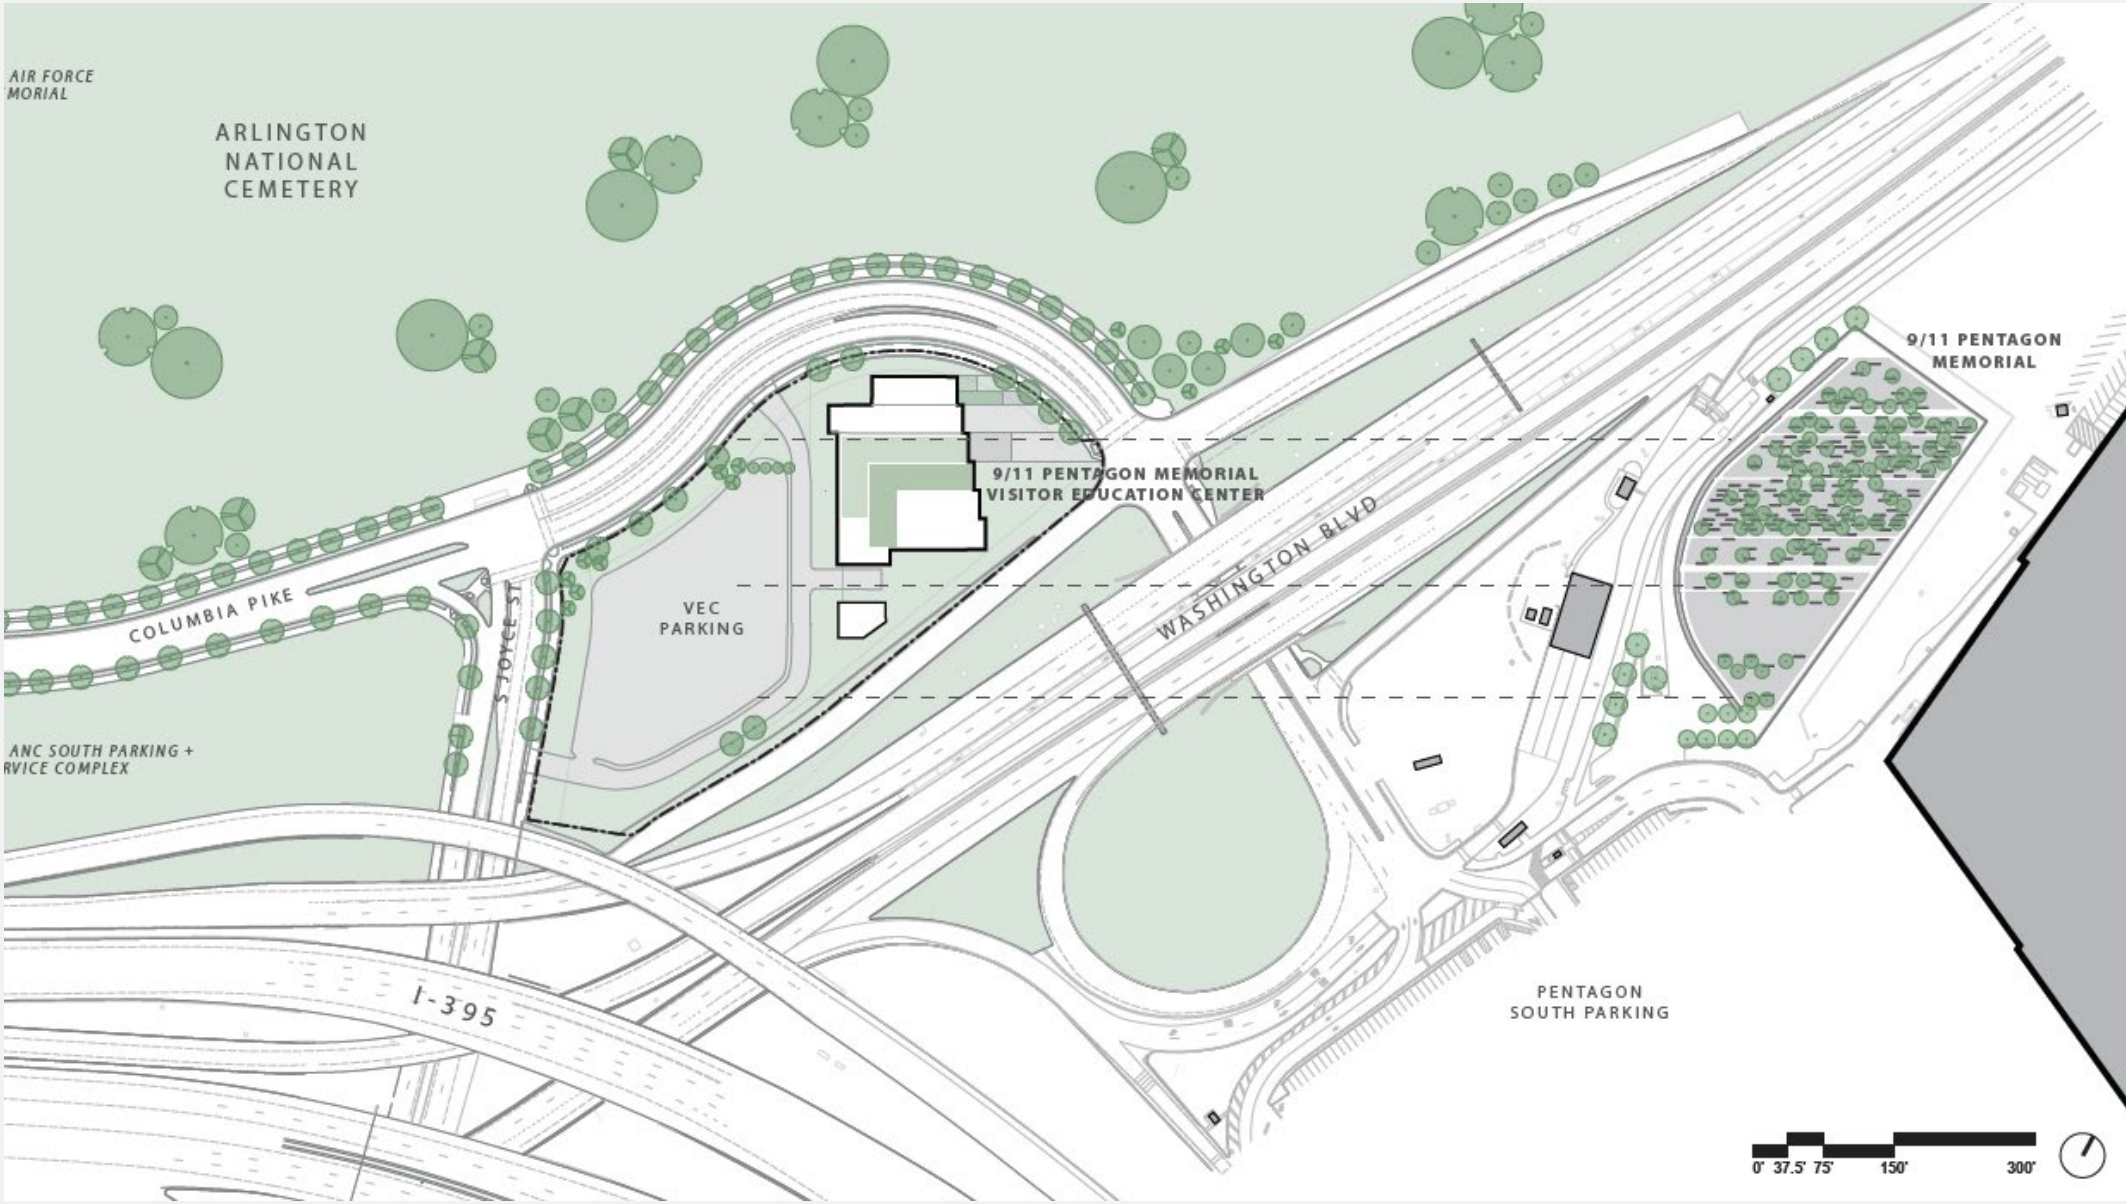 AIR FORCE
MORIAL
ARLINGTON
NATIONAL
CEMETERY
9/11 PENTAGON
MEMORIAL
9/11 PENTAGON MEMORIAL
VISITOR EDUCATION CENTER
WASHINGTON BLVD
COLUMBIA PIKE
S JOYCE ST
VEC
PARKING
ANC SOUTH PARKING +
RVICE COMPLEX
I-395
PENTAGON
SOUTH PARKING
0' 37.5' 75' 150' 300'